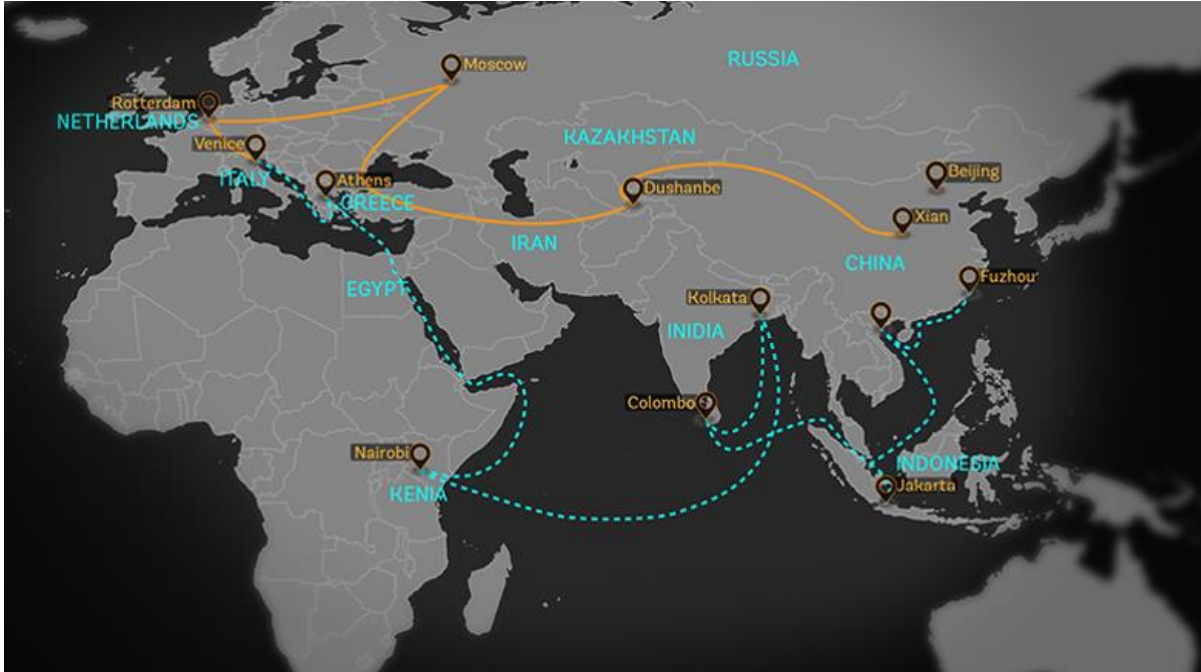 Moscow
RUSSIA
Rotterdam
NETHERLANDS
KAZAKHSTAN
Venice
ITALY
Athens
GREECE
Dushanbe
Beijing
Xian
IRAN
CHINA
EGYPT
Fuzhou
Kolkata
INIDIA
Colombo
Nairobi
KENIA
INDONESIA
Jakarta